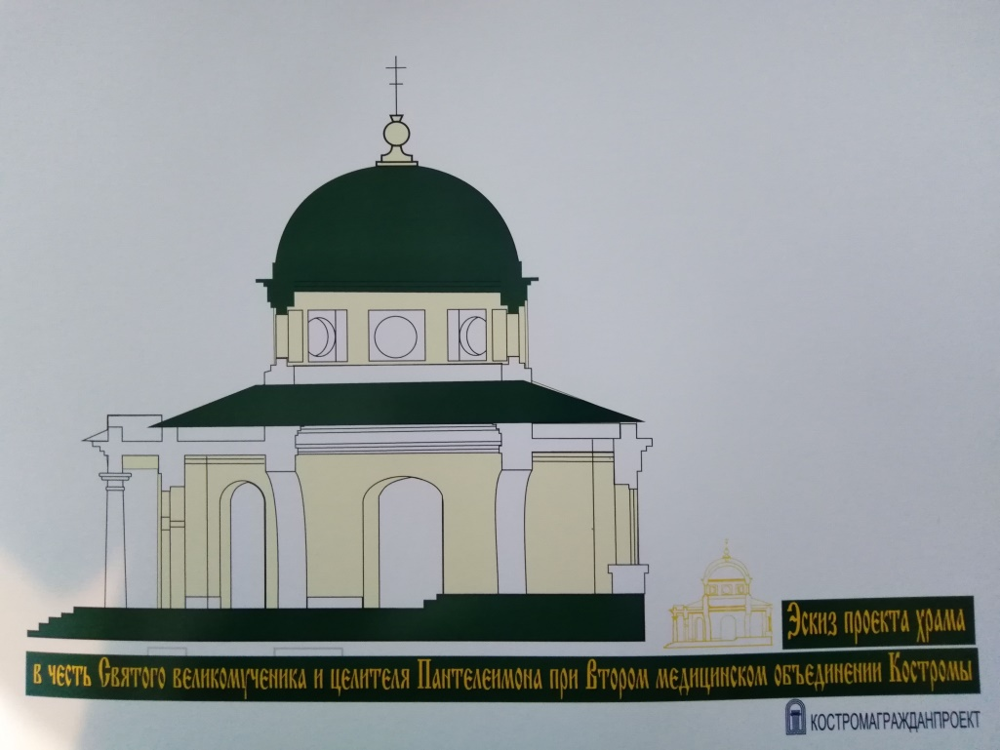 Эскиз проекта храма
в честь Святого великомученика и целителя Пантелеимона при Втором медицинском объединении Костромы
КОСТРОМАГРАЖДАНПРОЕКТ